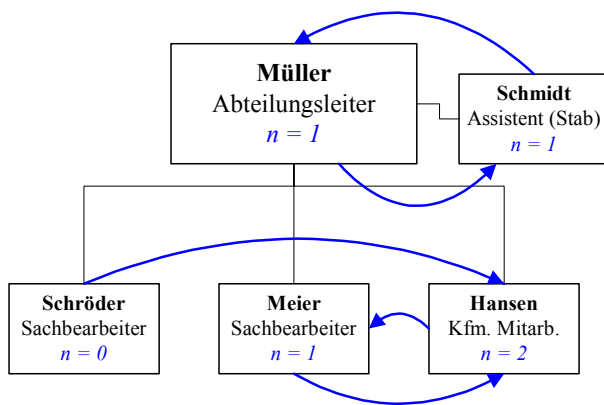 Müller
Abteilungsleiter
n = 1
Schmidt
Assistent (Stab)
n = 1
Schröder
Sachbearbeiter
n = 0
Meier
Sachbearbeiter
n = 1
Hansen
Kfm. Mitarb.
n = 2